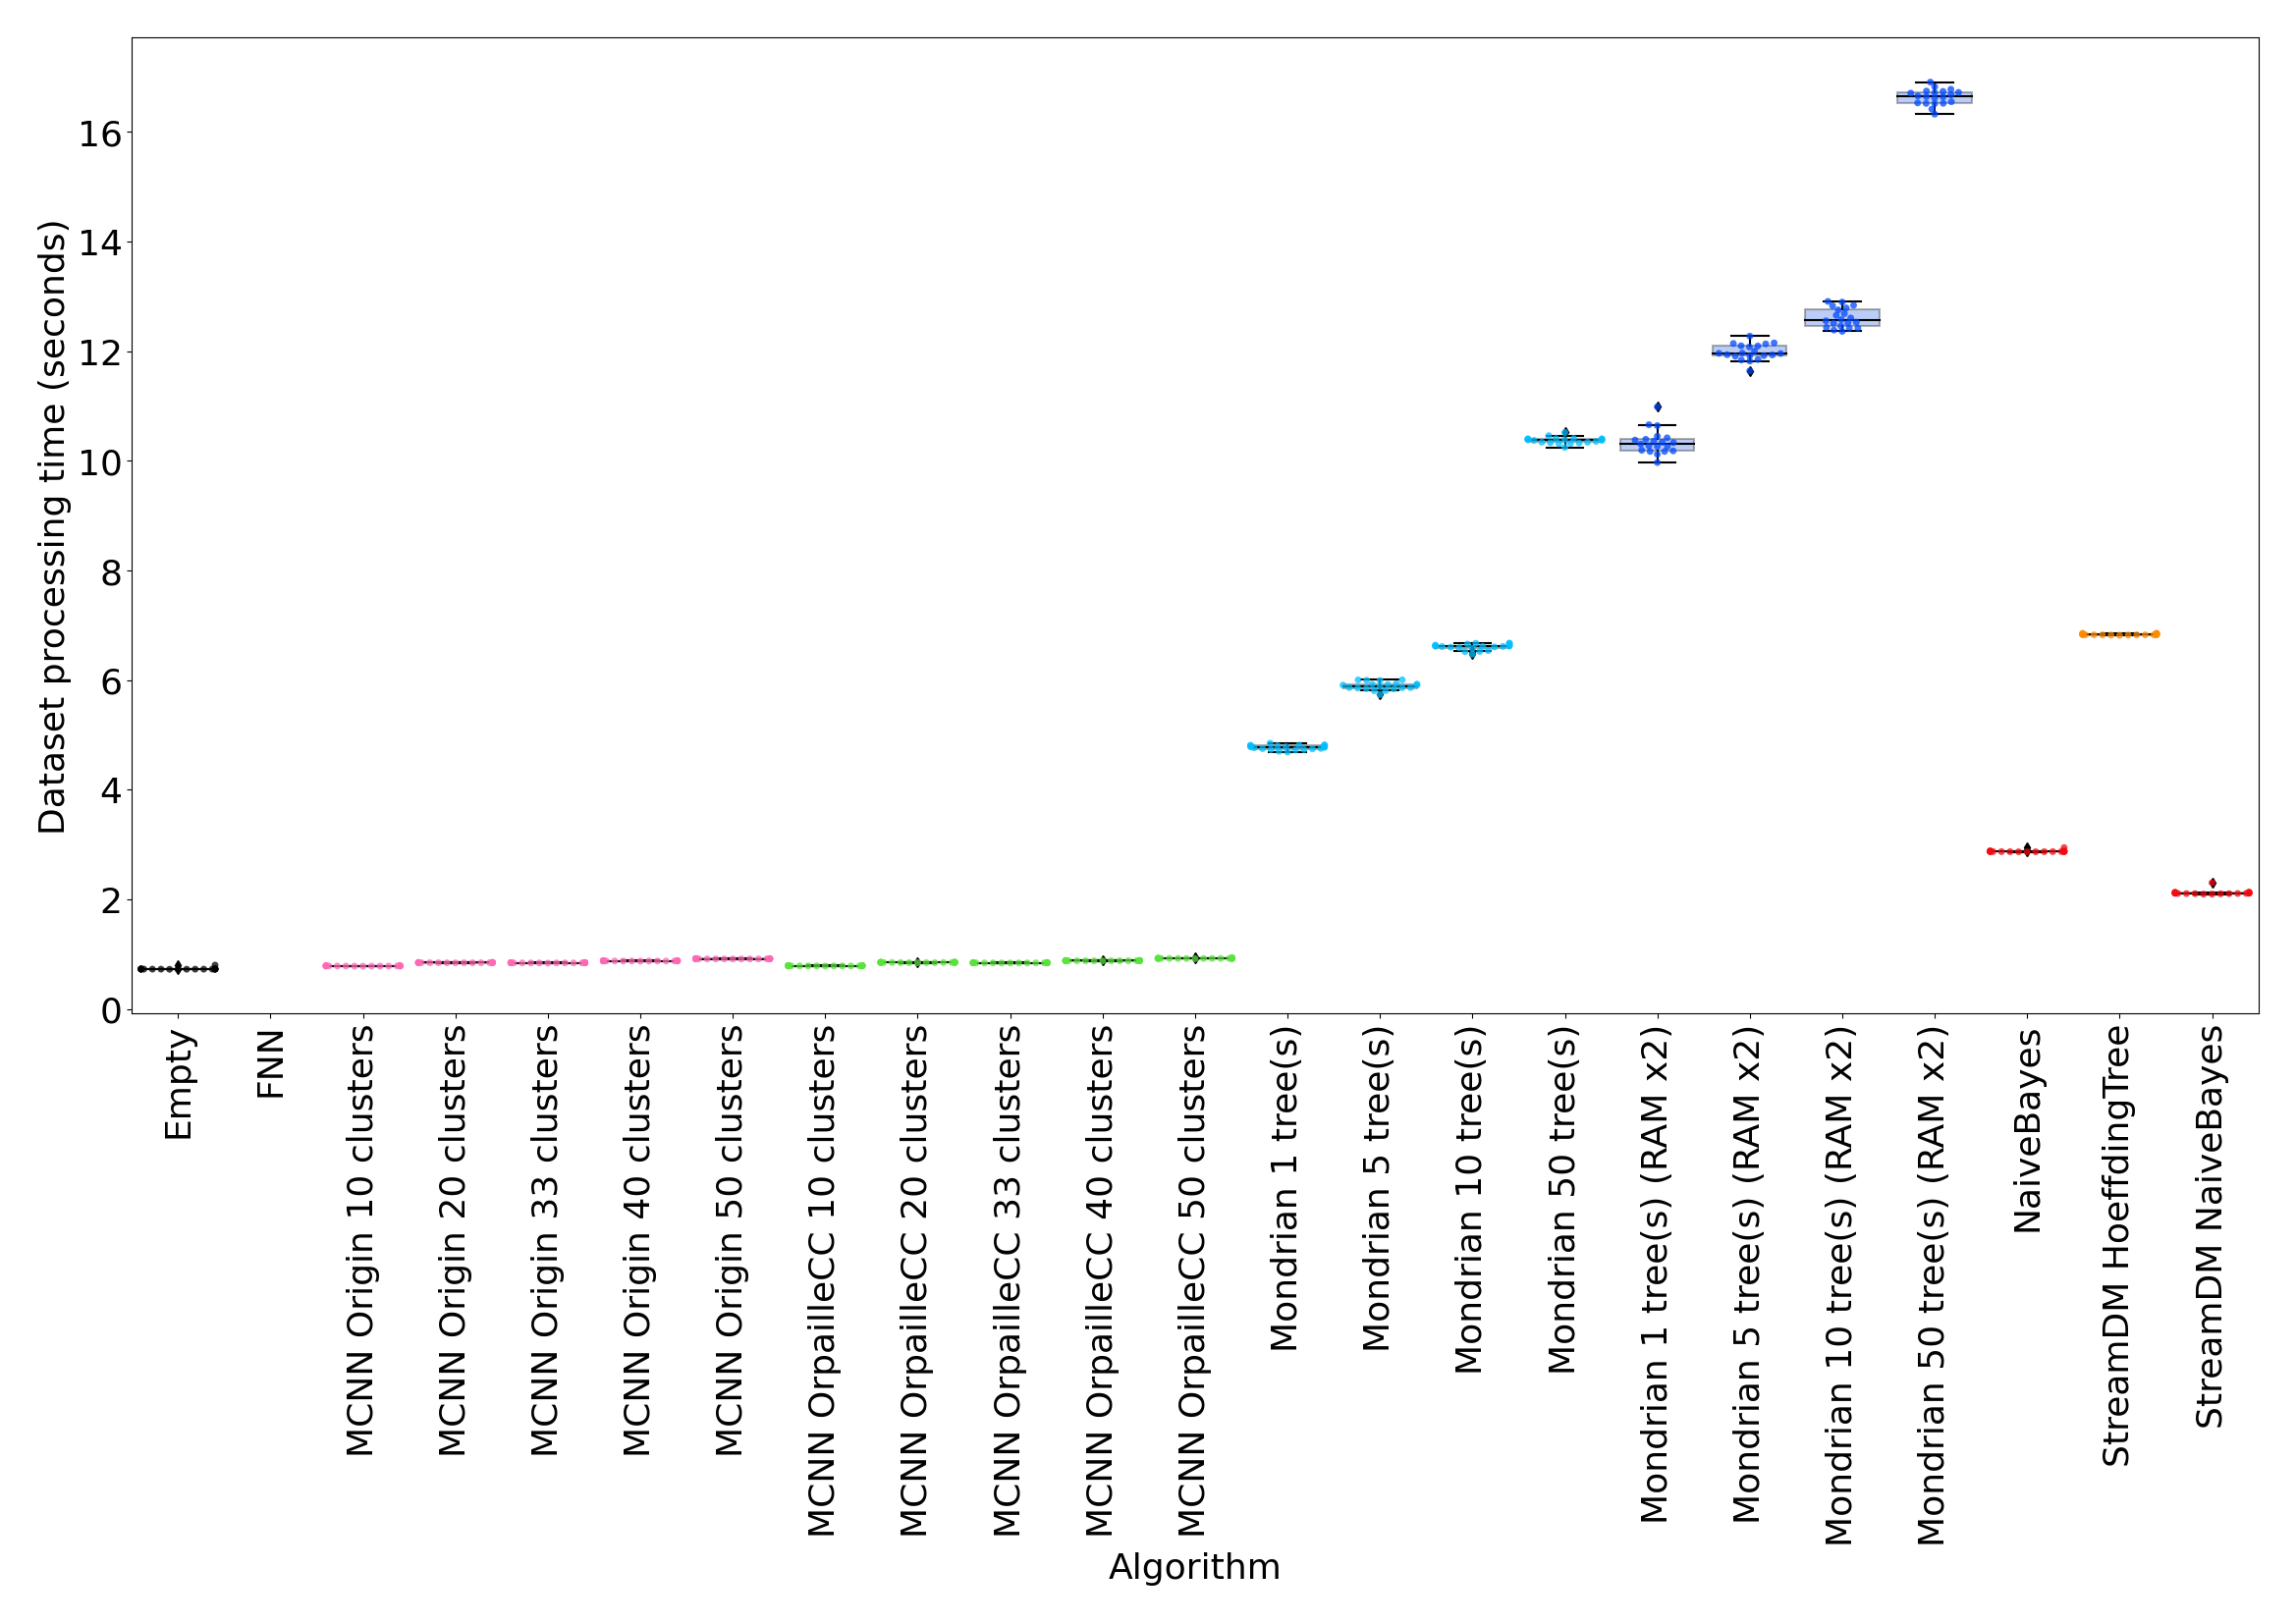 Dataset processing time (seconds)
16
14
12
10
8
6
4
2
0
Empty
FNN
MCNN Origin 10 clusters
MCNN Origin 20 clusters
MCNN Origin 33 clusters
MCNN Origin 40 clusters
MCNN Origin 50 clusters
MCNN OrpailleCC 10 clusters
MCNN OrpailleCC 20 clusters
MCNN OrpailleCC 33 clusters
MCNN OrpailleCC 40 clusters
MCNN OrpailleCC 50 clusters
Mondrian 1 tree(s)
Mondrian 5 tree(s)
Mondrian 10 tree(s)
Mondrian 50 tree(s)
Mondrian 1 tree(s) (RAM x2)
Mondrian 5 tree(s) (RAM x2)
Mondrian 10 tree(s) (RAM x2)
Mondrian 50 tree(s) (RAM x2)
NaiveBayes
StreamDM HoeffdingTree
StreamDM NaiveBayes
Algorithm